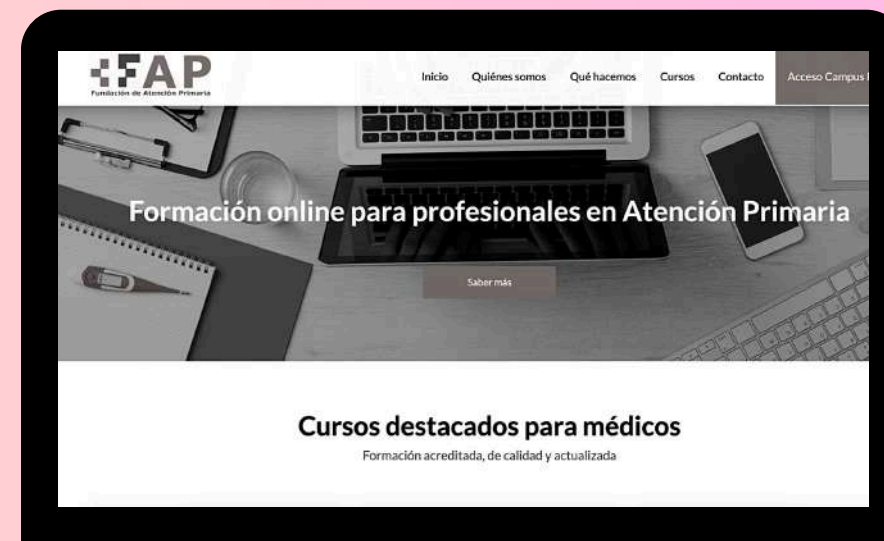 FAP
Fundación de Atención Primaria
Inicio
Quiénes somos
Qué hacemos
Cursos
Contacto
Acceso Campus
Formación online para profesionales en Atención Primaria
Saber más
Cursos destacados para médicos
Formación acreditada, de calidad y actualizada